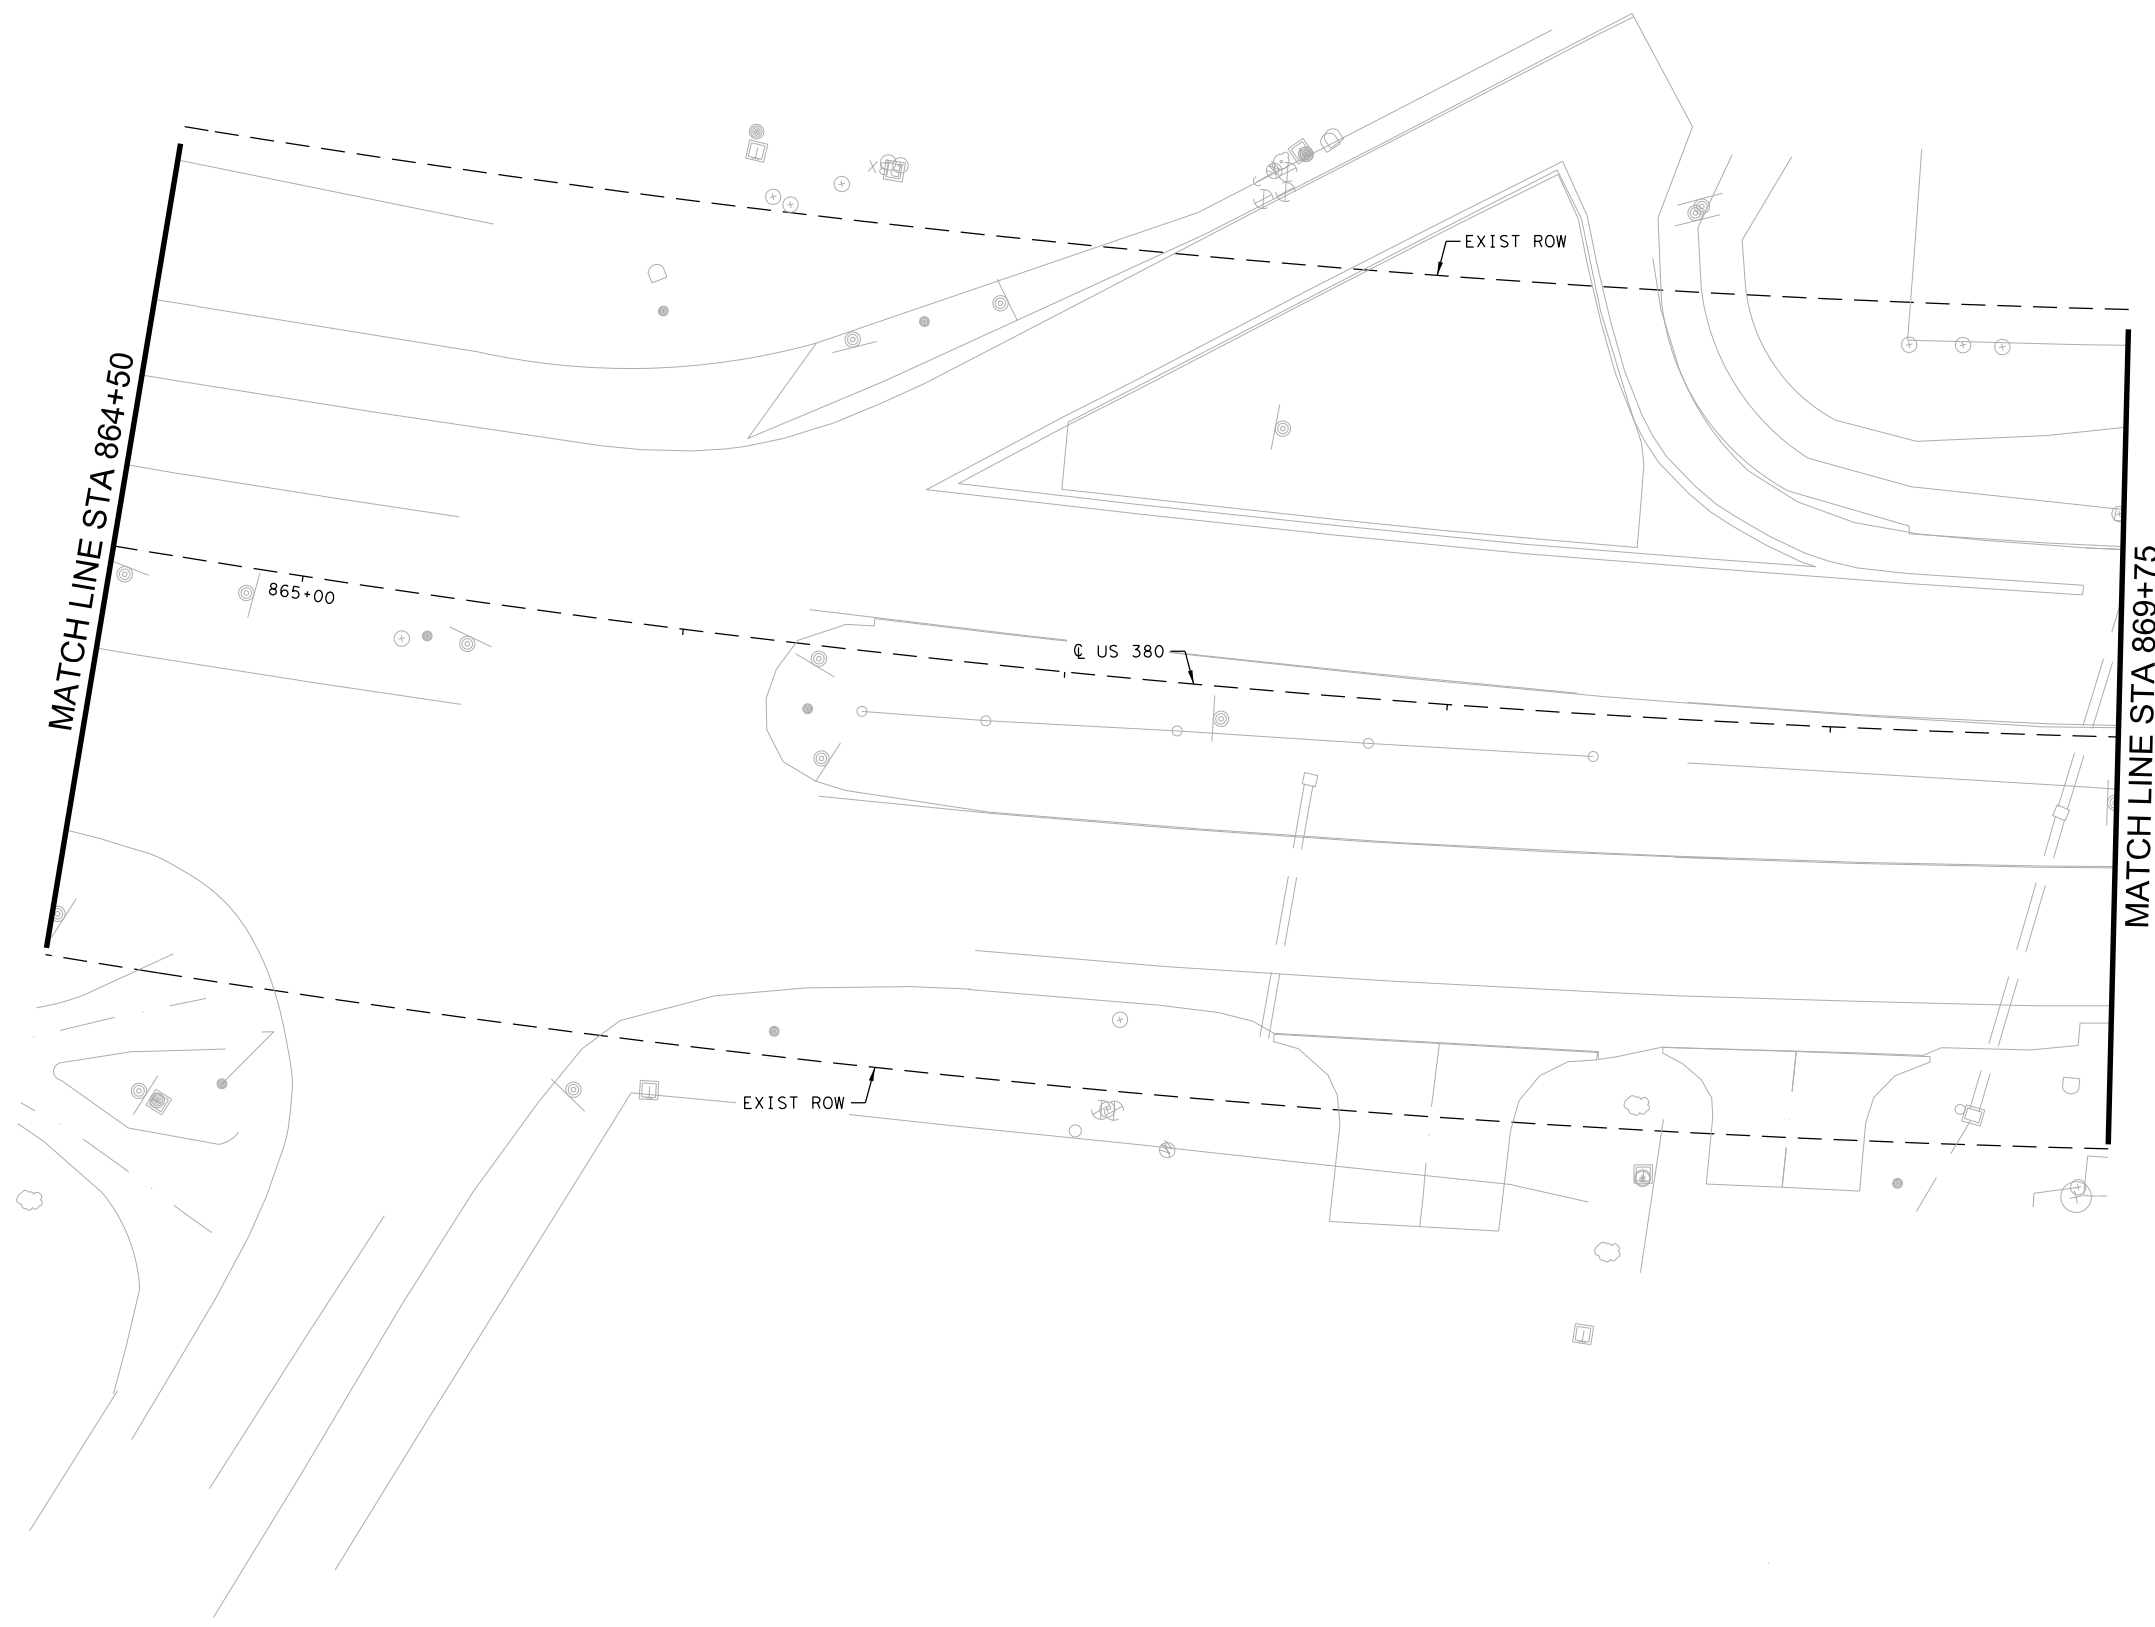 EXIST ROW
MATCH LINE STA 864+50
865+00
℄ US 380
MATCH LINE STA 869+75
EXIST ROW